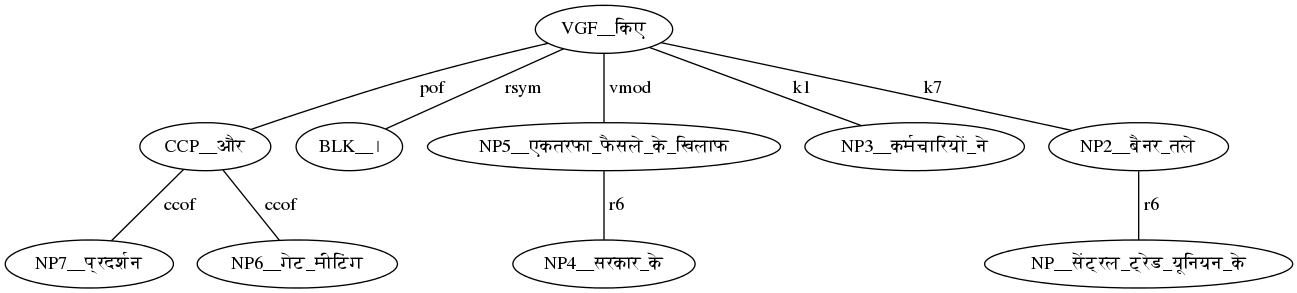 VGF__किए
pof rsym vmod k1 k7
CCP__और BLK__। NP5__एकतरफा_फैसले_के_खिलाफ NP3__कर्मचारियों_ने NP2__बैनर_तले
ccof ccof r6 r6
NP7__प्रदर्शन NP6__गेट_मीटिंग NP4__सरकार_के NP__सेंट्रल_ट्रेड_यूनियन_के